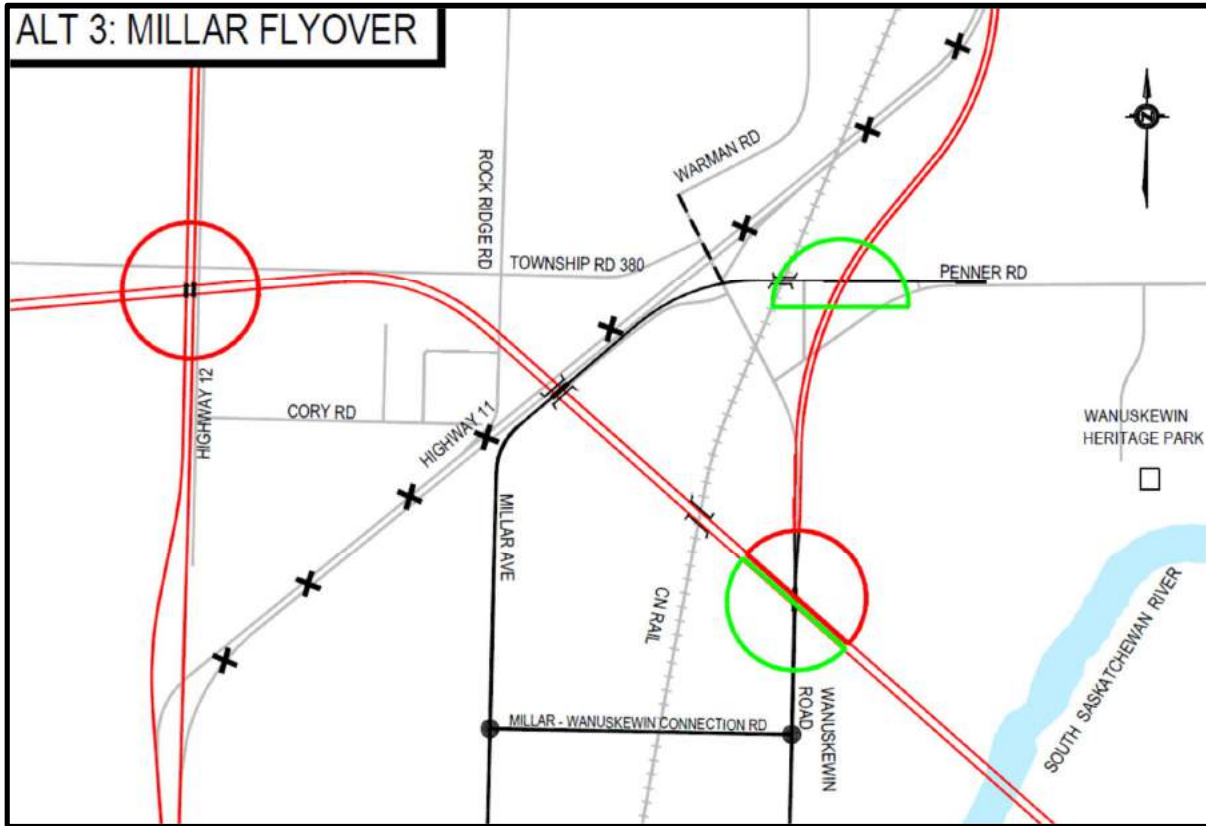 ALT 3: MILLAR FLYOVER
WARMAN RD
ROCK RIDGE RD
TOWNSHIP RD 380
PENNER RD
HIGHWAY 12
CORY RD
HIGHWAY 11
WANUSKEWIN
HERITAGE PARK
MILLAR AVE
CN RAIL
MILLAR - WANUSKEWIN CONNECTION RD
WANUSKEWIN
ROAD
SOUTH SASKATCHEWAN RIVER
N